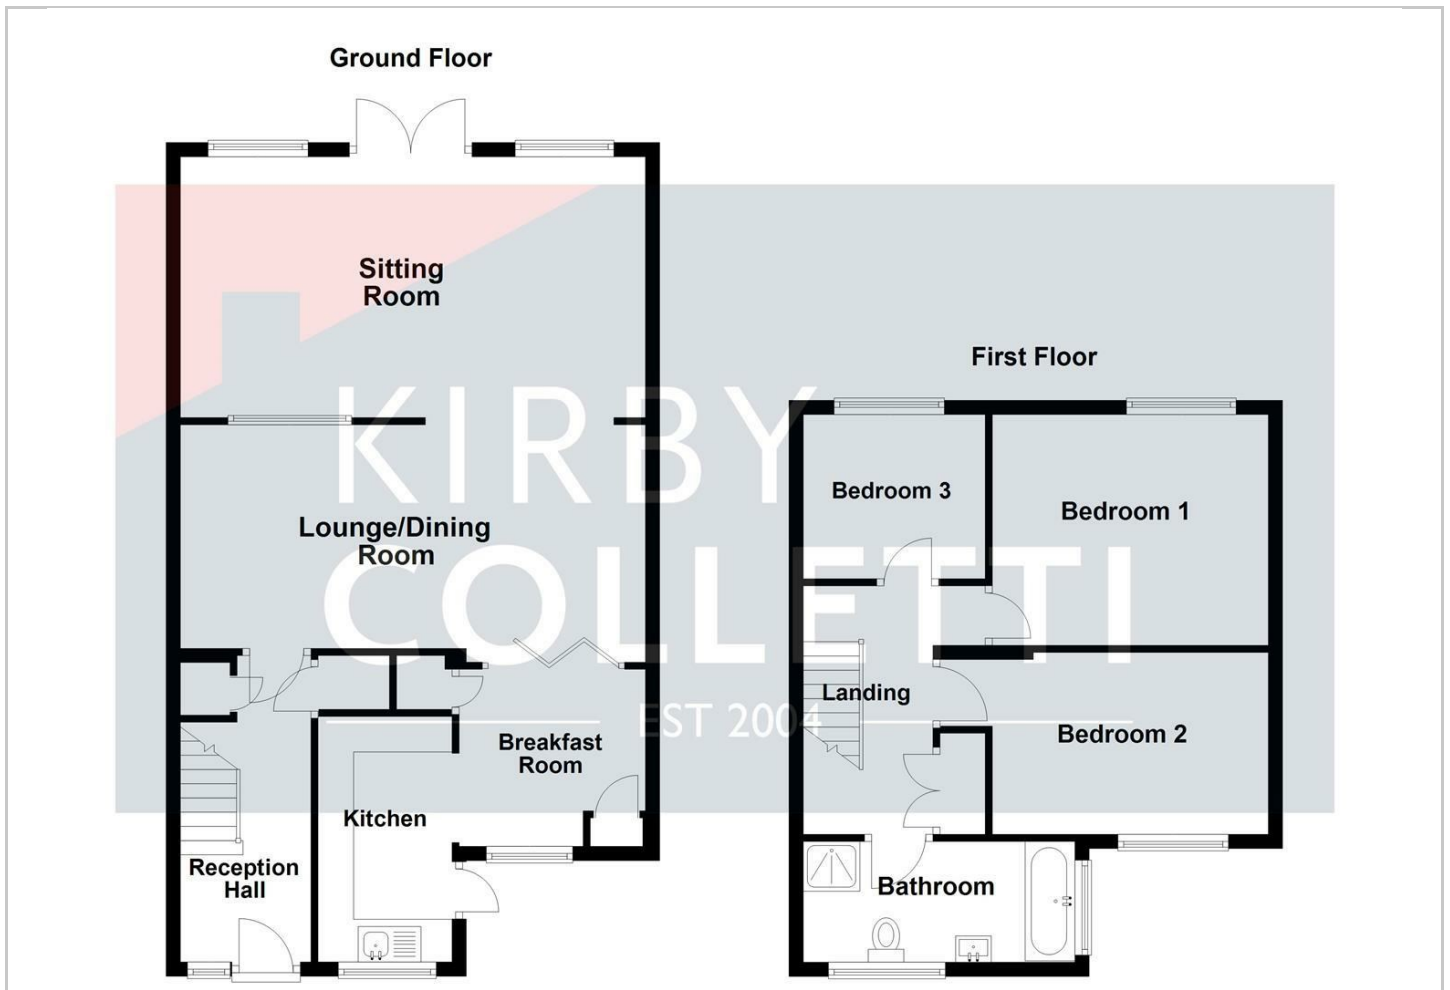 Ground Floor
Sitting
Room
Lounge/Dining
Room
Breakfast
Room
Kitchen
Reception
Hall
First Floor
Bedroom 3
Bedroom 1
Landing
Bedroom 2
Bathroom
KIRBY
COLLETTI
EST 2004